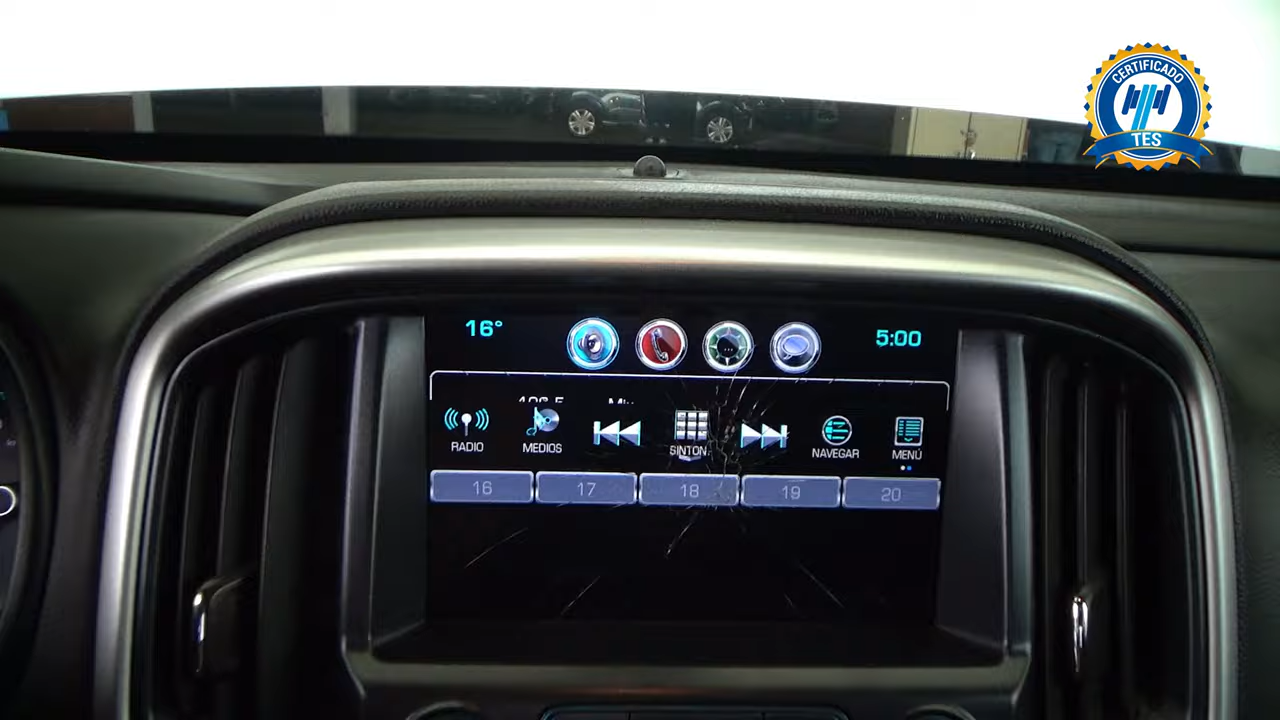 CERTIFICADO
TES
16° 5:00
RADIO MEDIOS SINTON. NAVEGAR MENÚ
16 17 18 19 20